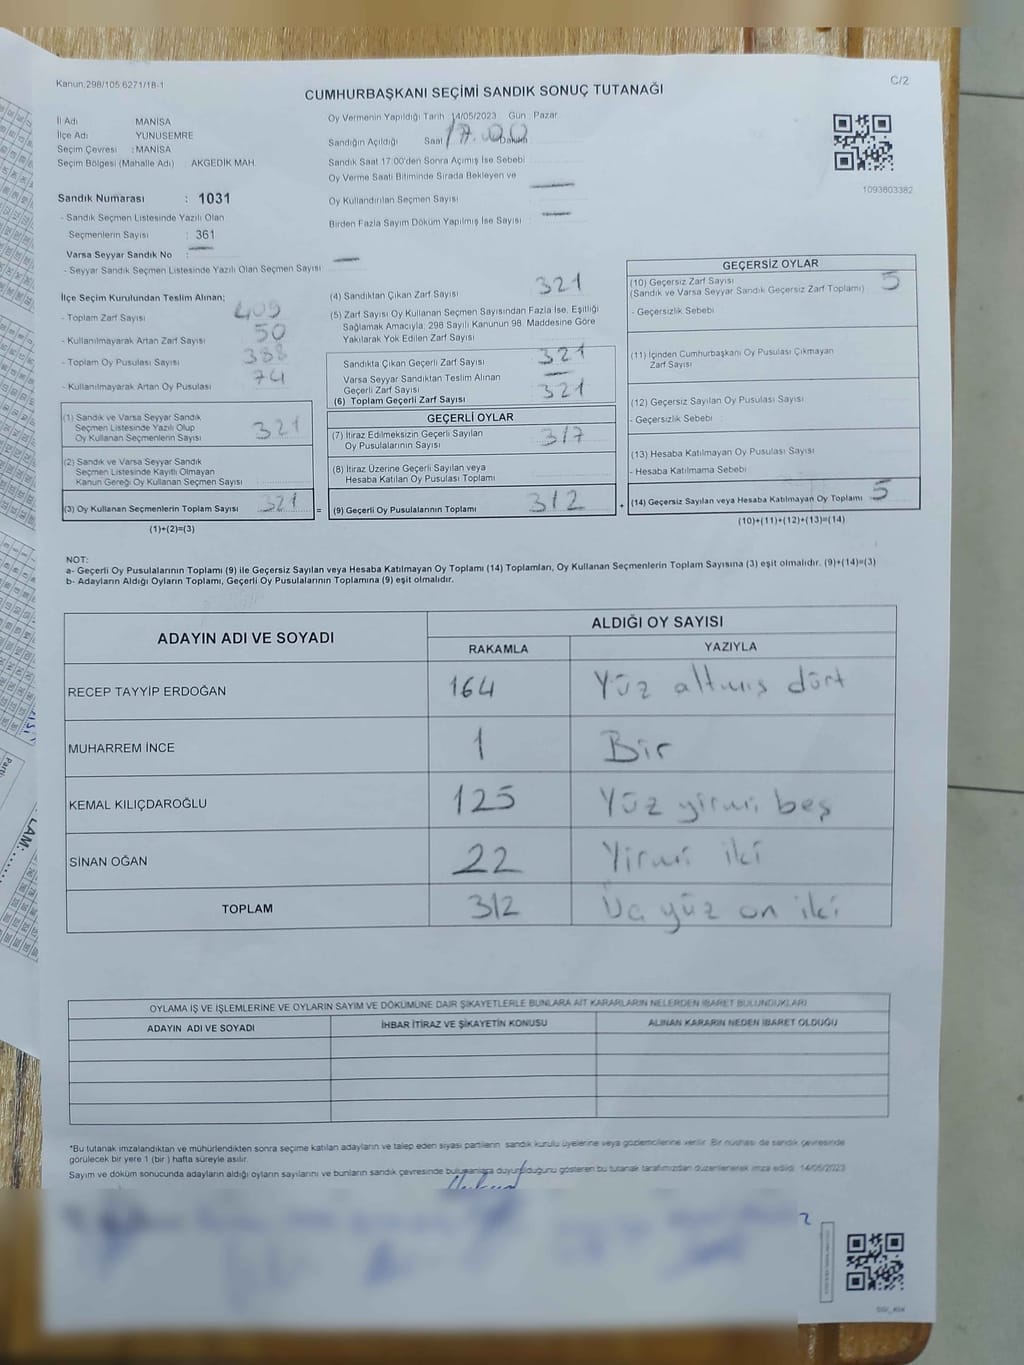 Kanun.298/105 6271/18-1
C/2
CUMHURBAŞKANI SEÇİMİ SANDIK SONUÇ TUTANAĞI
İl Adı MANİSA
İlçe Adı YUNUSEMRE
Seçim Çevresi : MANİSA
Seçim Bölgesi (Mahalle Adı) : AKGEDİK MAH.
Sandık Numarası : 1031
- Sandık Seçmen Listesinde Yazılı Olan
Seçmenlerin Sayısı : 361
Varsa Seyyar Sandık No : —
- Seyyar Sandık Seçmen Listesinde Yazılı Olan Seçmen Sayısı —
Oy Vermenin Yapıldığı Tarih : 14/05/2023 Gün : Pazar
Sandığın Açıldığı Saat 17.00 Dakika
Sandık Saat 17:00'den Sonra Açımış İse Sebebi
Oy Verme Saati Bitiminde Sırada Bekleyen ve
Oy Kullandırılan Seçmen Sayısı —
Birden Fazla Sayım Döküm Yapılmış İse Sayısı —
1093803382
İlçe Seçim Kurulundan Teslim Alınan;
- Toplam Zarf Sayısı 409
- Kullanılmayarak Artan Zarf Sayısı 50
- Toplam Oy Pusulası Sayısı
- Kullanılmayarak Artan Oy Pusulası 74
(1) Sandık ve Varsa Seyyar Sandık
Seçmen Listesinde Yazılı Olup
Oy Kullanan Seçmenlerin Sayısı 321
(2) Sandık ve Varsa Seyyar Sandık
Seçmen Listesinde Kayıtlı Olmayan
Kanun Gereği Oy Kullanan Seçmen Sayısı
(3) Oy Kullanan Seçmenlerin Toplam Sayısı 321 =
(1)+(2)=(3)
(4) Sandıktan Çıkan Zarf Sayısı 321
(5) Zarf Sayısı Oy Kullanan Seçmen Sayısından Fazla İse, Eşitliği
Sağlamak Amacıyla; 298 Sayılı Kanunun 98. Maddesine Göre
Yakılarak Yok Edilen Zarf Sayısı
Sandıkta Çıkan Geçerli Zarf Sayısı 321
Varsa Seyyar Sandıktan Teslim Alınan
Geçerli Zarf Sayısı —
(6) Toplam Geçerli Zarf Sayısı 321
GEÇERLİ OYLAR
(7) İtiraz Edilmeksizin Geçerli Sayılan
Oy Pusulalarının Sayısı
(8) İtiraz Üzerine Geçerli Sayılan veya
Hesaba Katılan Oy Pusulaları Toplamı
(9) Geçerli Oy Pusulalarının Toplamı 312 +
GEÇERSİZ OYLAR
(10) Geçersiz Zarf Sayısı 5
(Sandık ve Varsa Seyyar Sandık Geçersiz Zarf Toplamı)
- Geçersizlik Sebebi
(11) İçinden Cumhurbaşkanı Oy Pusulası Çıkmayan
Zarf Sayısı
(12) Geçersiz Sayılan Oy Pusulası Sayısı
- Geçersizlik Sebebi
(13) Hesaba Katılmayan Oy Pusulası Sayısı
- Hesaba Katılmama Sebebi
(14) Geçersiz Sayılan veya Hesaba Katılmayan Oy Toplamı 5
(10)+(11)+(12)+(13)=(14)
NOT:
a- Geçerli Oy Pusulalarının Toplamı (9) ile Geçersiz Sayılan veya Hesaba Katılmayan Oy Toplamı (14) Toplamları, Oy Kullanan Seçmenlerin Toplam Sayısına (3) eşit olmalıdır. (9)+(14)=(3)
b- Adayların Aldığı Oyların Toplamı, Geçerli Oy Pusulalarının Toplamına (9) eşit olmalıdır.
ADAYIN ADI VE SOYADI
ALDIĞI OY SAYISI
RAKAMLA YAZIYLA
RECEP TAYYİP ERDOĞAN 164 Yüz altmış dört
MUHARREM İNCE 1 Bir
KEMAL KILIÇDAROĞLU 125 Yüz yirmi beş
SİNAN OĞAN 22 Yirmi iki
TOPLAM 312 Üç yüz on iki
OYLAMA İŞ VE İŞLEMLERİNE VE OYLARIN SAYIM VE DÖKÜMÜNE DAİR ŞİKAYETLERLE BUNLARA AİT KARARLARIN NELERDEN İBARET BULUNDUKLARI
ADAYIN ADI VE SOYADI İHBAR İTİRAZ VE ŞİKAYETİN KONUSU ALINAN KARARIN NEDEN İBARET OLDUĞU
*Bu tutanak imzalandıktan ve mühürlendikten sonra seçime katılan adayların ve talep eden siyasi partilerin sandık kurulu üyelerine veya gözlemcilerine verilir. Bir nüshası da sandık çevresinde
görülecek bir yere 1 (bir) hafta süreyle asılır.
Sayım ve döküm sonucunda adayların aldığı oyların sayılarını ve bunların sandık çevresinde bulunanlara duyurulduğunu gösteren bu tutanak tarafımızdan düzenlenerek imza edildi. 14/05/2023